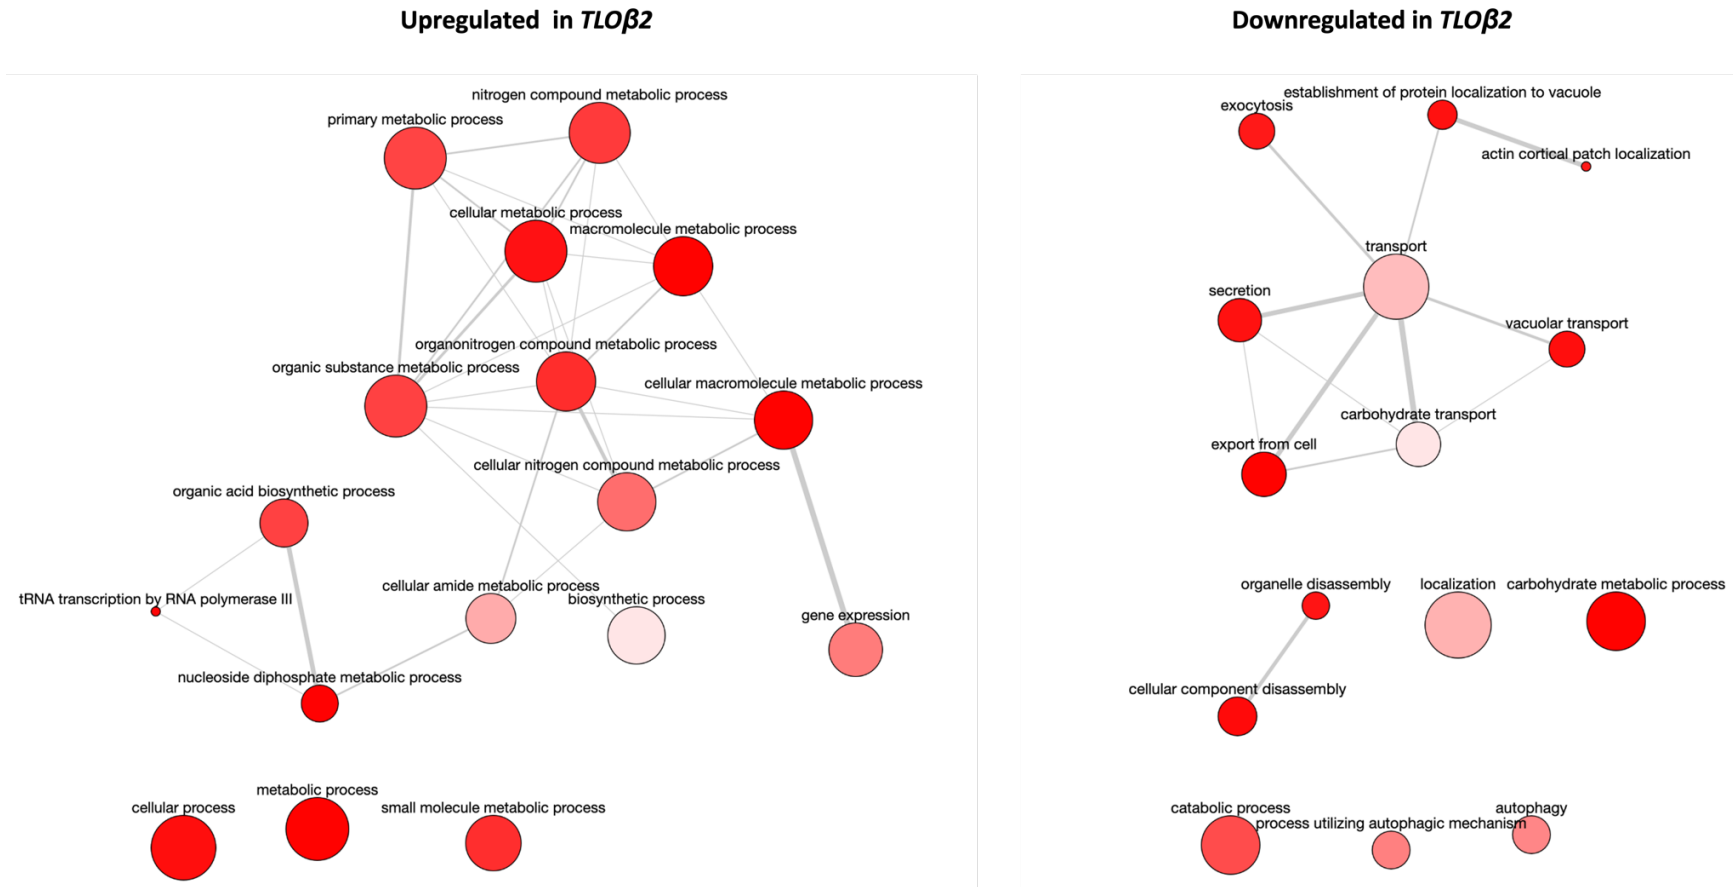 Upregulated in TLOβ2
nitrogen compound metabolic process
primary metabolic process
cellular metabolic process
macromolecule metabolic process
organonitrogen compound metabolic process
organic substance metabolic process
cellular macromolecule metabolic process
cellular nitrogen compound metabolic process
organic acid biosynthetic process
cellular amide metabolic process
tRNA transcription by RNA polymerase III
biosynthetic process
gene expression
nucleoside diphosphate metabolic process
metabolic process
cellular process
small molecule metabolic process
Downregulated in TLOβ2
establishment of protein localization to vacuole
exocytosis
actin cortical patch localization
transport
secretion
vacuolar transport
carbohydrate transport
export from cell
organelle disassembly
localization
carbohydrate metabolic process
cellular component disassembly
catabolic process
autophagy
process utilizing autophagic mechanism